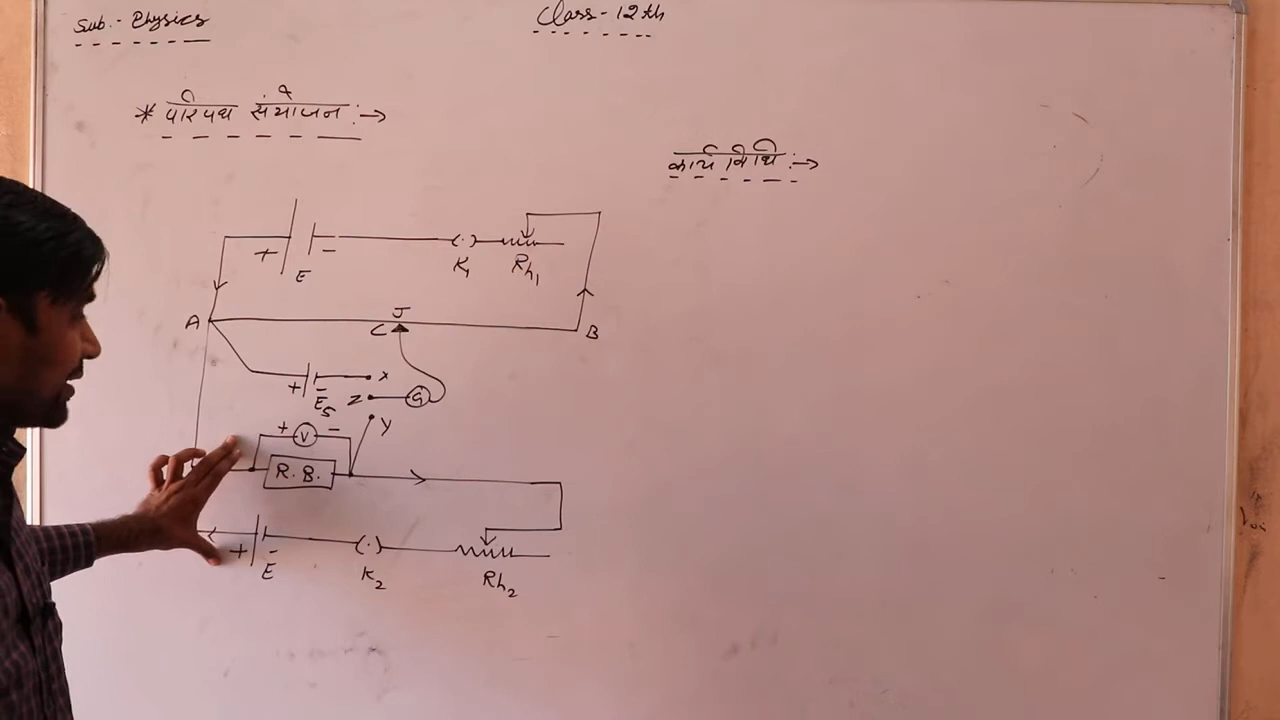 Sub. - Physics
Class - 12th
* परिपथ संयोजन :→
कार्य विधि :→
+ E -
K1
Rh1
A
C J
B
+ - Es
X
Z
G
Y
+ V -
R. B.
+ - E
K2
Rh2